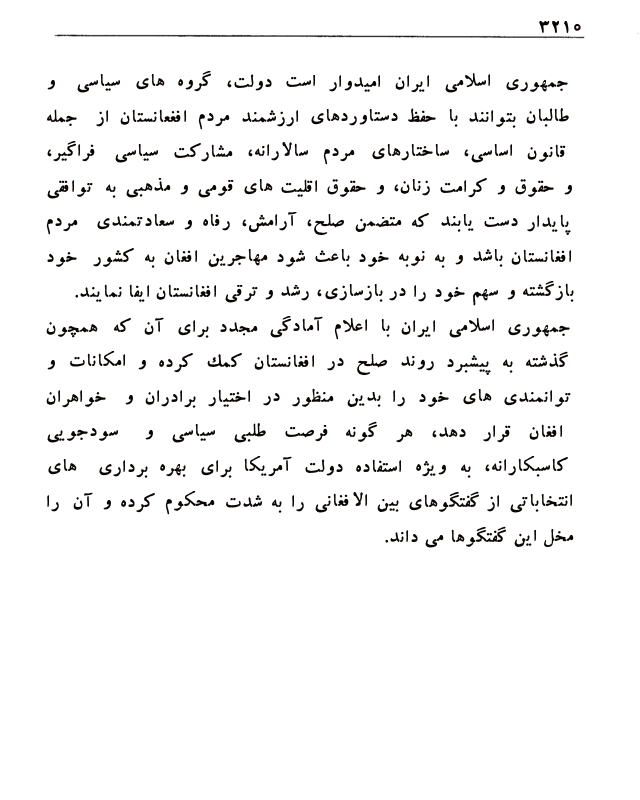 ۳۲۱۰
جمهوری اسلامی ایران امیدوار است دولت، گروه های سیاسی و
طالبان بتوانند با حفظ دستاوردهای ارزشمند مردم افغعانستان از جمله
قانون اساسی، ساختارهای مردم سالارانه، مشارکت سیاسی فراگیر،
و حقوق و کرامت زنان، و حقوق اقلیت های قومی و مذهبی به توافقی
پایدار دست یابند که متضمن صلح، آرامش، رفاه و سعادتمندی مردم
افغانستان باشد و به نوبه خود باعث شود مهاجرین افغان به کشور خود
بازگشته و سهم خود را در بازسازی، رشد و ترقی افغانستان ایفا نمایند.
جمهوری اسلامی ایران با اعلام آمادگی مجدد برای آن که همچون
گذشته به پیشبرد روند صلح در افغانستان کمك کرده و امکانات و
توانمندی های خود را بدین منظور در اختیار برادران و خواهران
افغان قرار دهد، هر گونه فرصت طلبی سیاسی و سودجویی
کاسبکارانه، به ویژه استفاده دولت آمریکا برای بهره برداری های
انتخاباتی از گفتگوهای بین الافغانی را به شدت محکوم کرده و آن را
مخل این گفتگوها می داند.